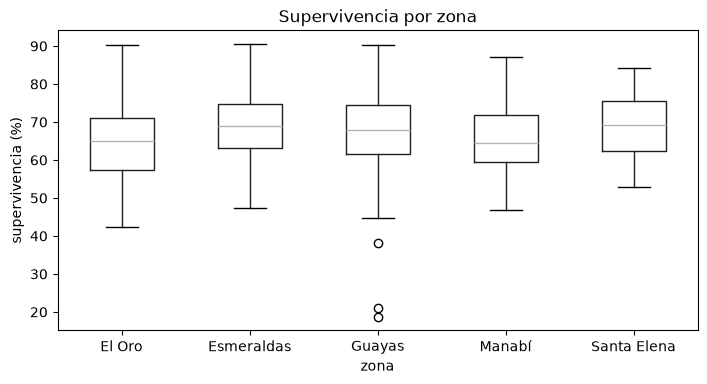 Supervivencia por zona
supervivencia (%)
90
80
70
60
50
40
30
20
El Oro
Esmeraldas
Guayas
Manabí
Santa Elena
zona